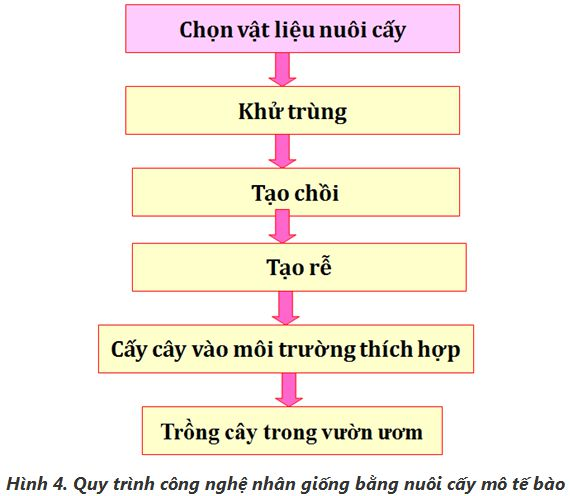 Chọn vật liệu nuôi cấy
Khử trùng
Tạo chồi
Tạo rễ
Cấy cây vào môi trường thích hợp
Trồng cây trong vườn ươm
Hình 4. Quy trình công nghệ nhân giống bằng nuôi cấy mô tế bào